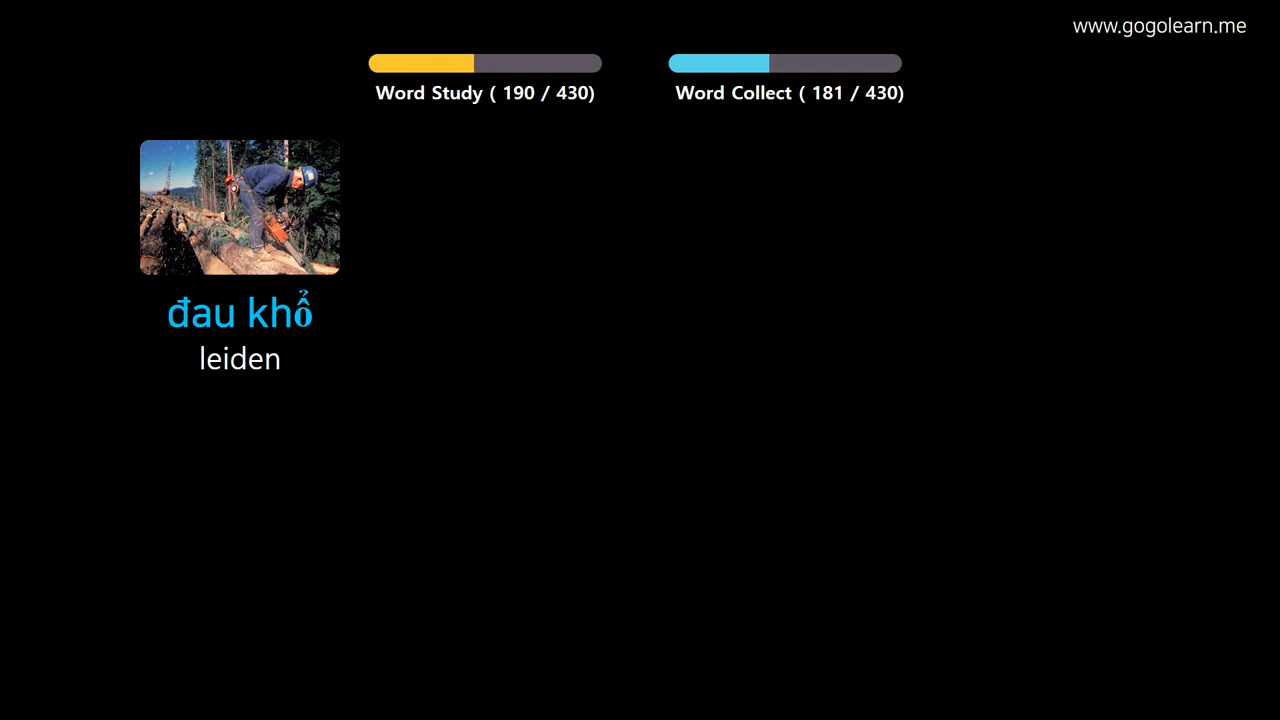 www.gogolearn.me
Word Study ( 190 / 430)
Word Collect ( 181 / 430)
đau khổ
leiden